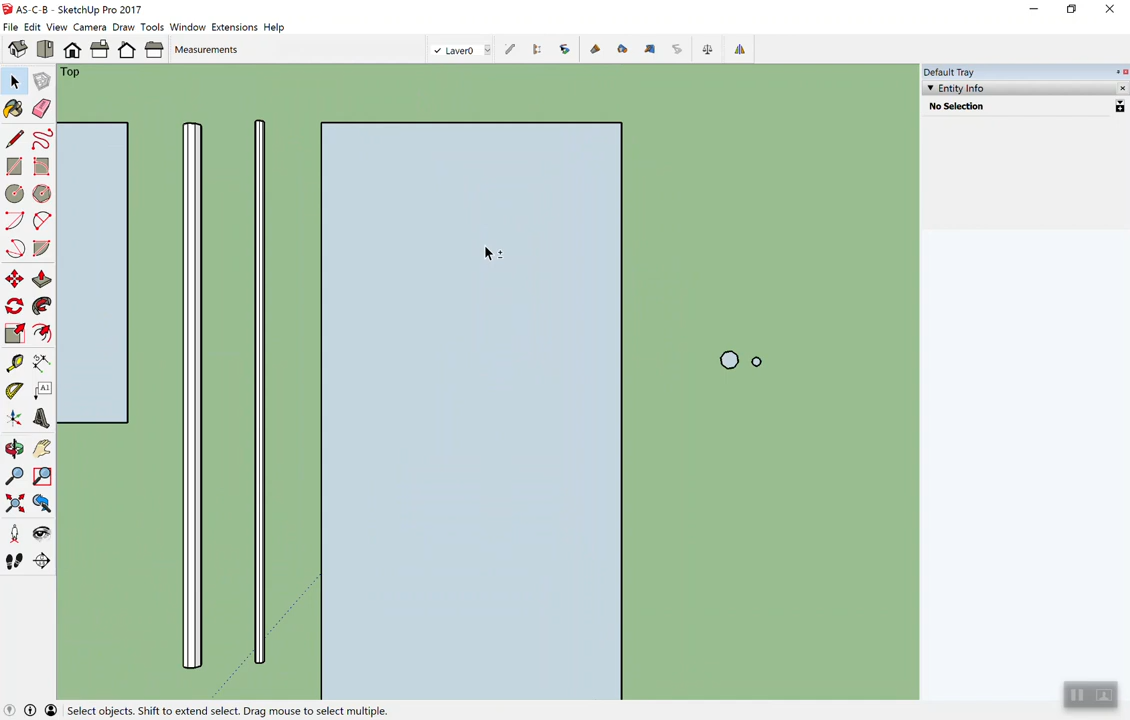 AS-C-B - SketchUp Pro 2017
File Edit View Camera Draw Tools Window Extensions Help
Measurements
✓ Layer0
Top
Default Tray
▼ Entity Info
No Selection
A1
Select objects. Shift to extend select. Drag mouse to select multiple.